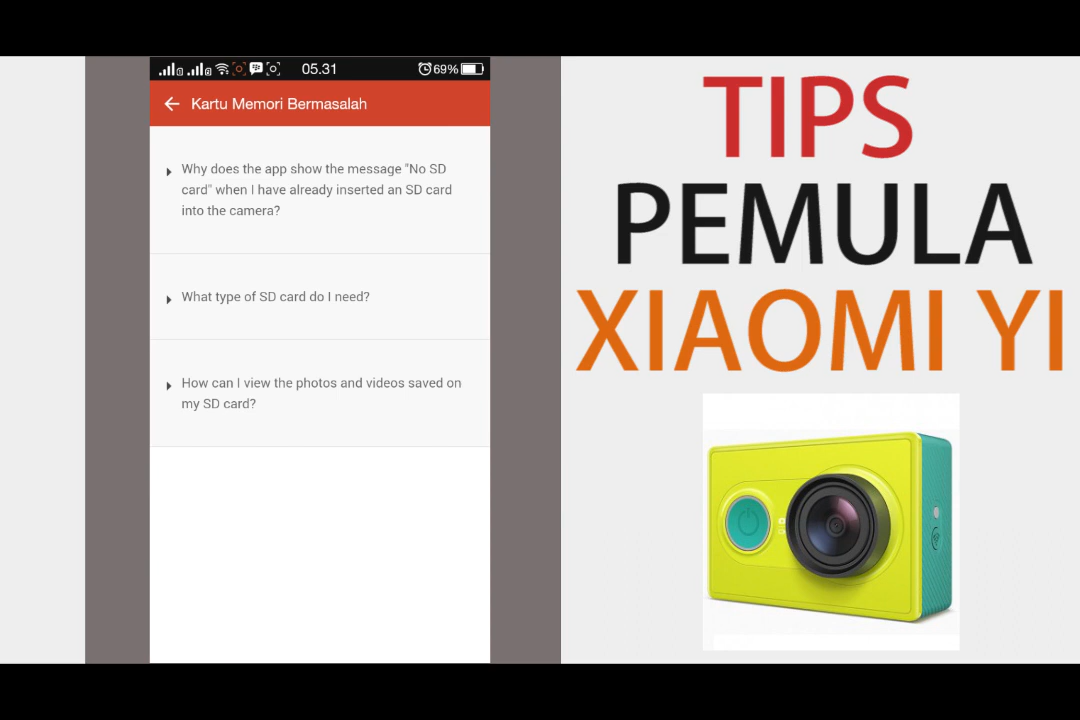 05.31
69%
Kartu Memori Bermasalah
Why does the app show the message "No SD
card" when I have already inserted an SD card
into the camera?
What type of SD card do I need?
How can I view the photos and videos saved on
my SD card?
TIPS
PEMULA
XIAOMI YI